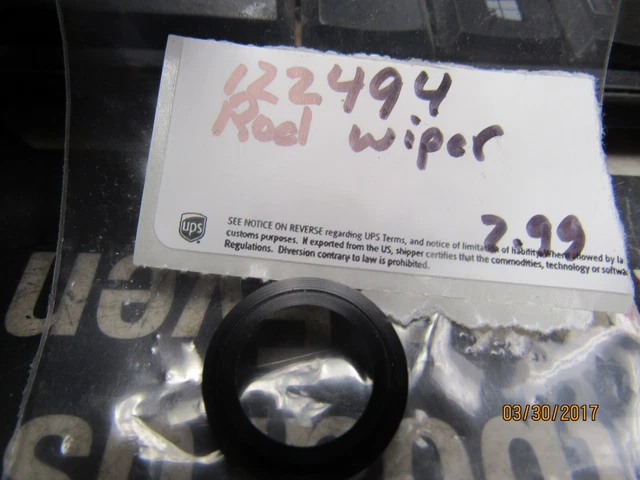 122494
Rod wiper
2.99
ups
SEE NOTICE ON REVERSE regarding UPS Terms, and notice of limitation of liability. Where allowed by la
customs purposes. If exported from the US, shipper certifies that the commodities, technology or softwa
Regulations. Diversion contrary to law is prohibited.
03/30/2017